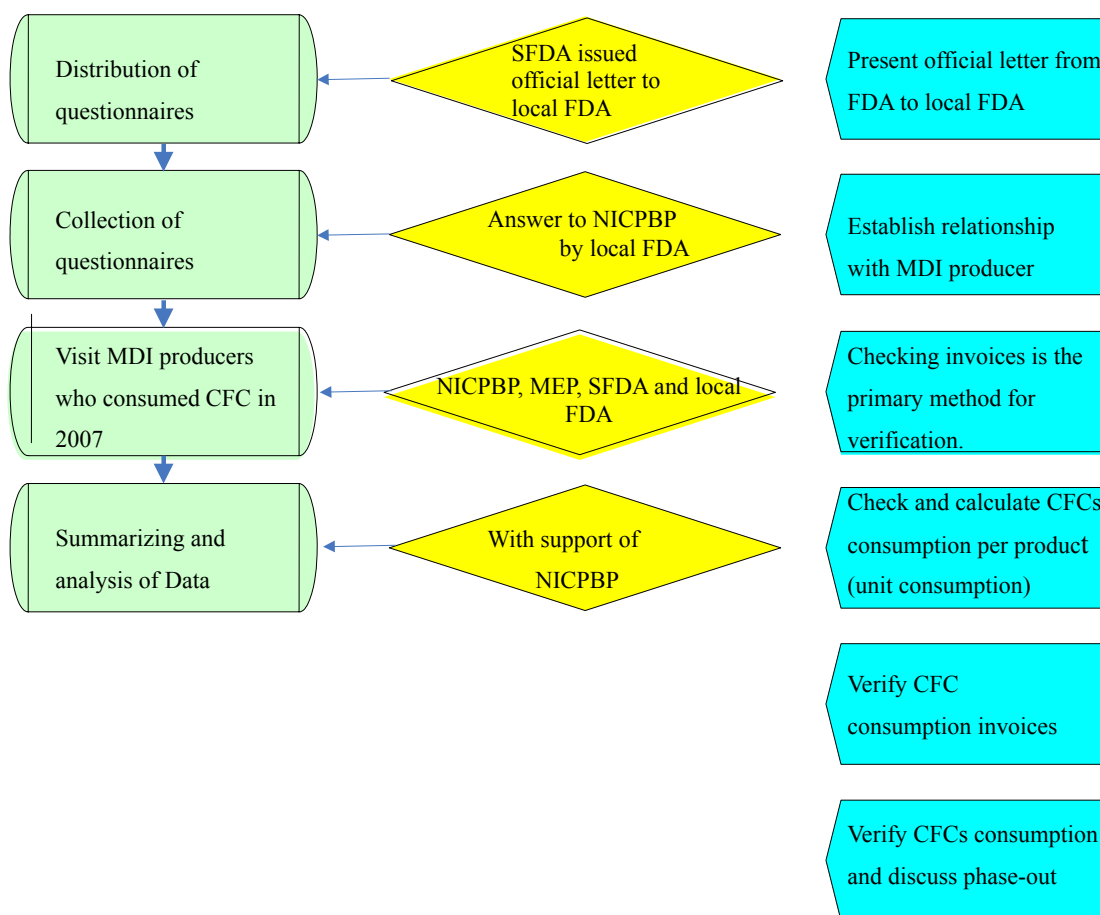 Distribution of
questionnaires
SFDA issued
official letter to
local FDA
Present official letter from
FDA to local FDA
Collection of
questionnaires
Answer to NICPBP
by local FDA
Establish relationship
with MDI producer
Visit MDI producers
who consumed CFC in
2007
NICPBP, MEP, SFDA and local
FDA
Checking invoices is the
primary method for
verification.
Summarizing and
analysis of Data
With support of
NICPBP
Check and calculate CFCs
consumption per product
(unit consumption)
Verify CFC
consumption invoices
Verify CFCs consumption
and discuss phase-out